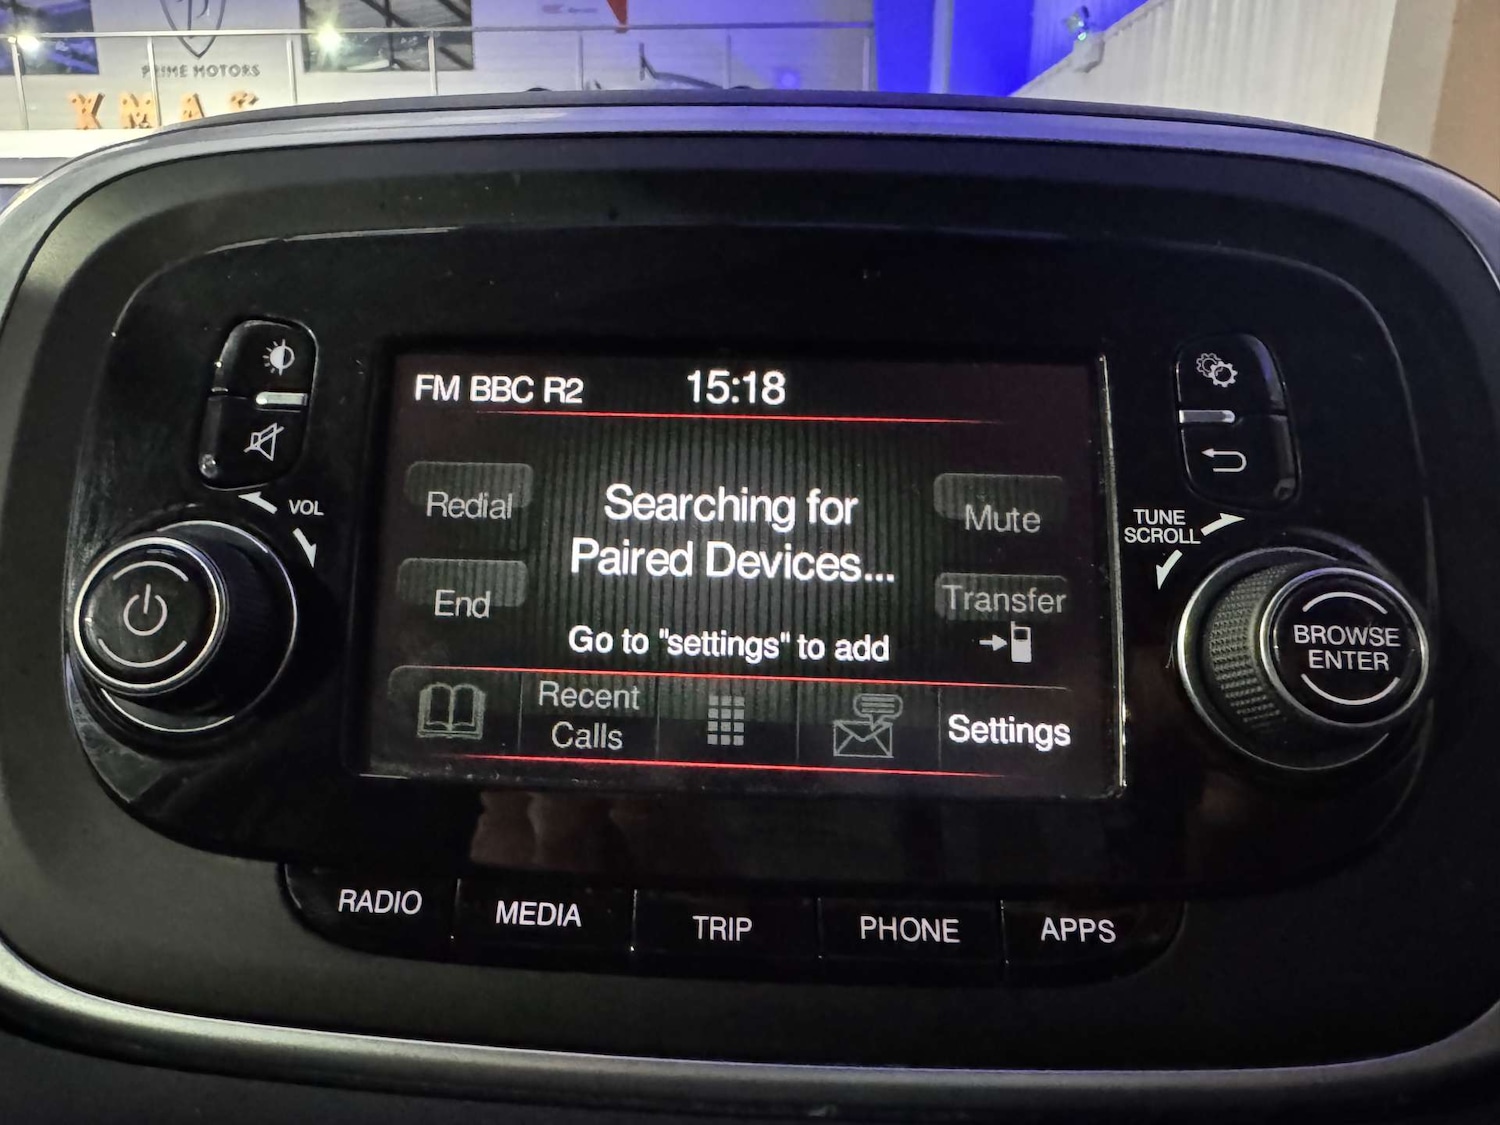 PRIME MOTORS
XMAS
FM BBC R2
15:18
Redial
Searching for
Paired Devices...
Mute
End
Transfer
Go to "settings" to add
Recent
Calls
Settings
VOL
TUNE
SCROLL
BROWSE
ENTER
RADIO
MEDIA
TRIP
PHONE
APPS